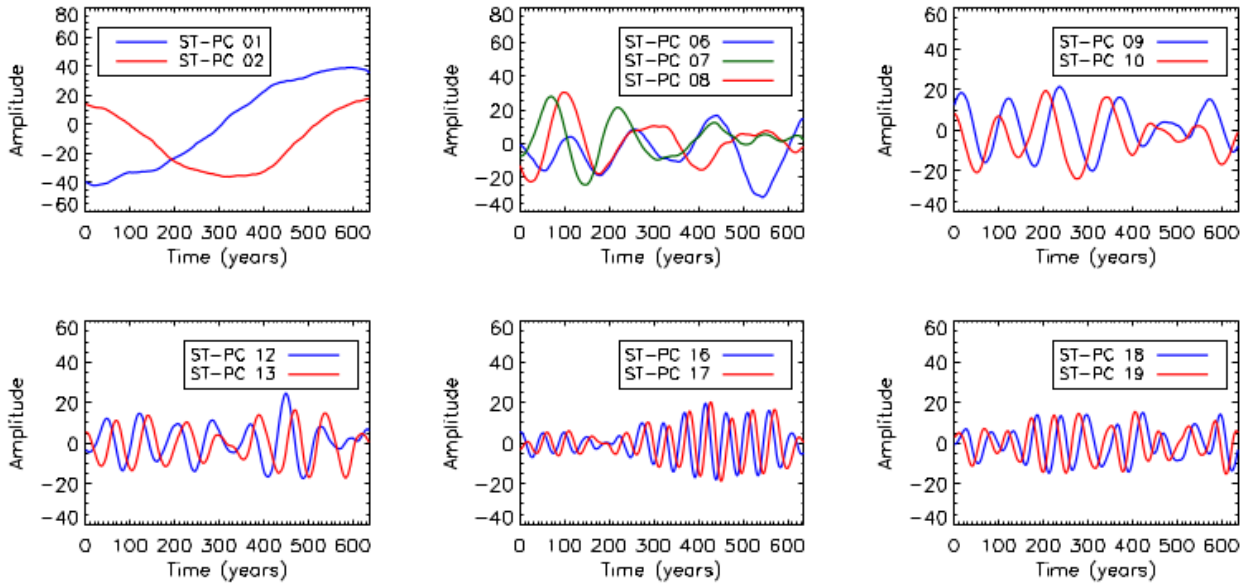 80
60
40
20
0
−20
−40
−60
Amplitude
ST−PC 01
ST−PC 02
0 100 200 300 400 500 600
Time (years)
80
60
40
20
0
−20
−40
Amplitude
ST−PC 06
ST−PC 07
ST−PC 08
0 100 200 300 400 500 600
Time (years)
60
40
20
0
−20
−40
Amplitude
ST−PC 09
ST−PC 10
0 100 200 300 400 500 600
Time (years)
60
40
20
0
−20
−40
Amplitude
ST−PC 12
ST−PC 13
0 100 200 300 400 500 600
Time (years)
60
40
20
0
−20
−40
Amplitude
ST−PC 16
ST−PC 17
0 100 200 300 400 500 600
Time (years)
60
40
20
0
−20
−40
Amplitude
ST−PC 18
ST−PC 19
0 100 200 300 400 500 600
Time (years)